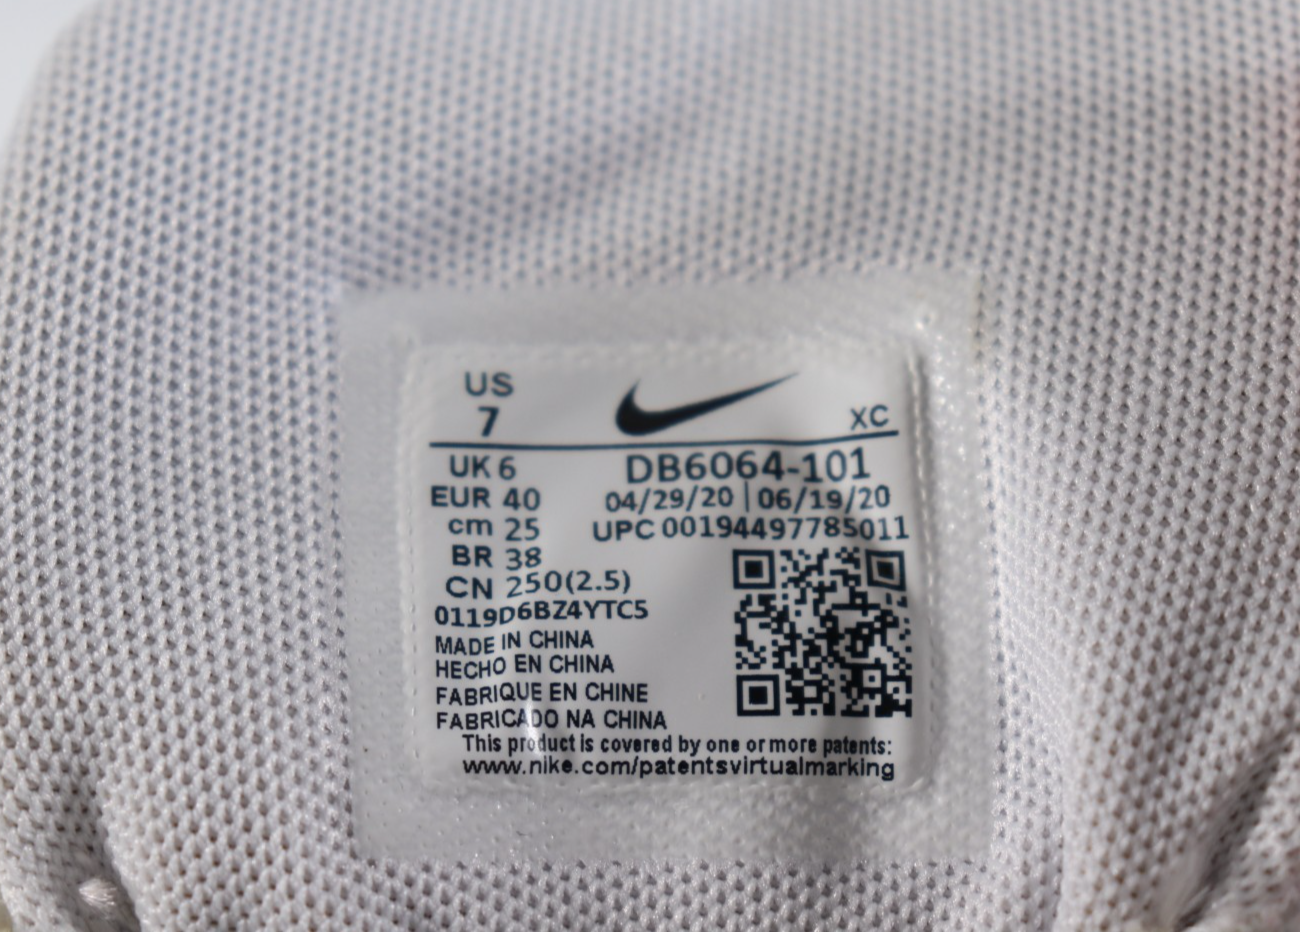 US
7
XC
UK 6
EUR 40
cm 25
BR 38
CN 250(2.5)
DB6064-101
04/29/20 | 06/19/20
UPC 00194497785011
0119D6BZ4YTC5
MADE IN CHINA
HECHO EN CHINA
FABRIQUE EN CHINE
FABRICADO NA CHINA
This product is covered by one or more patents:
www.nike.com/patentsvirtualmarking